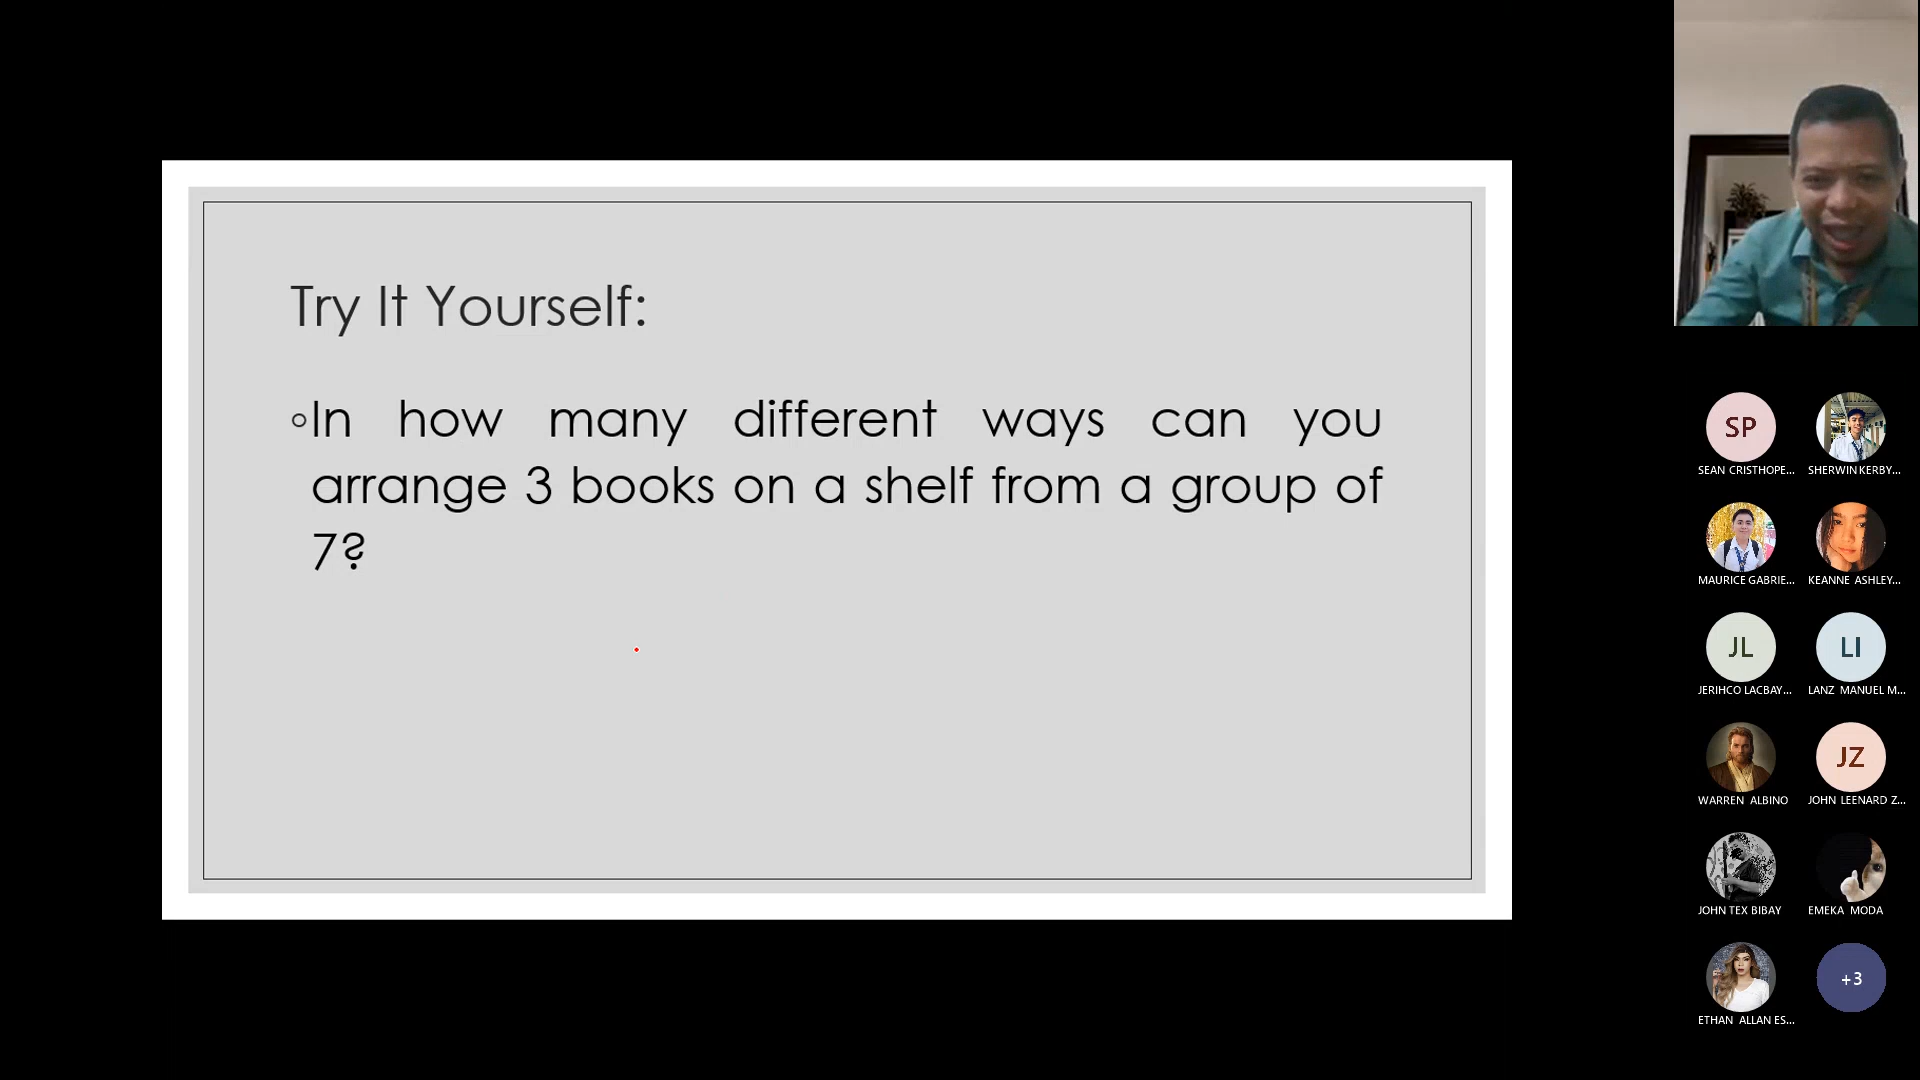 Try It Yourself:
◦In how many different ways can you
arrange 3 books on a shelf from a group of
7?
SP
SEAN CRISTHOPE...
SHERWIN KERBY...
MAURICE GABRIE...
KEANNE ASHLEY...
JL
JERIHCO LACBAY...
LI
LANZ MANUEL M...
WARREN ALBINO
JZ
JOHN LEENARD Z...
JOHN TEX BIBAY
EMEKA MODA
ETHAN ALLAN ES...
+3